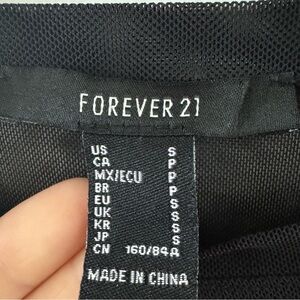 FOREVER 21
US S
CA P
MX/ECU P
BR P
EU S
UK S
KR S
JP S
CN 160/84A
MADE IN CHINA